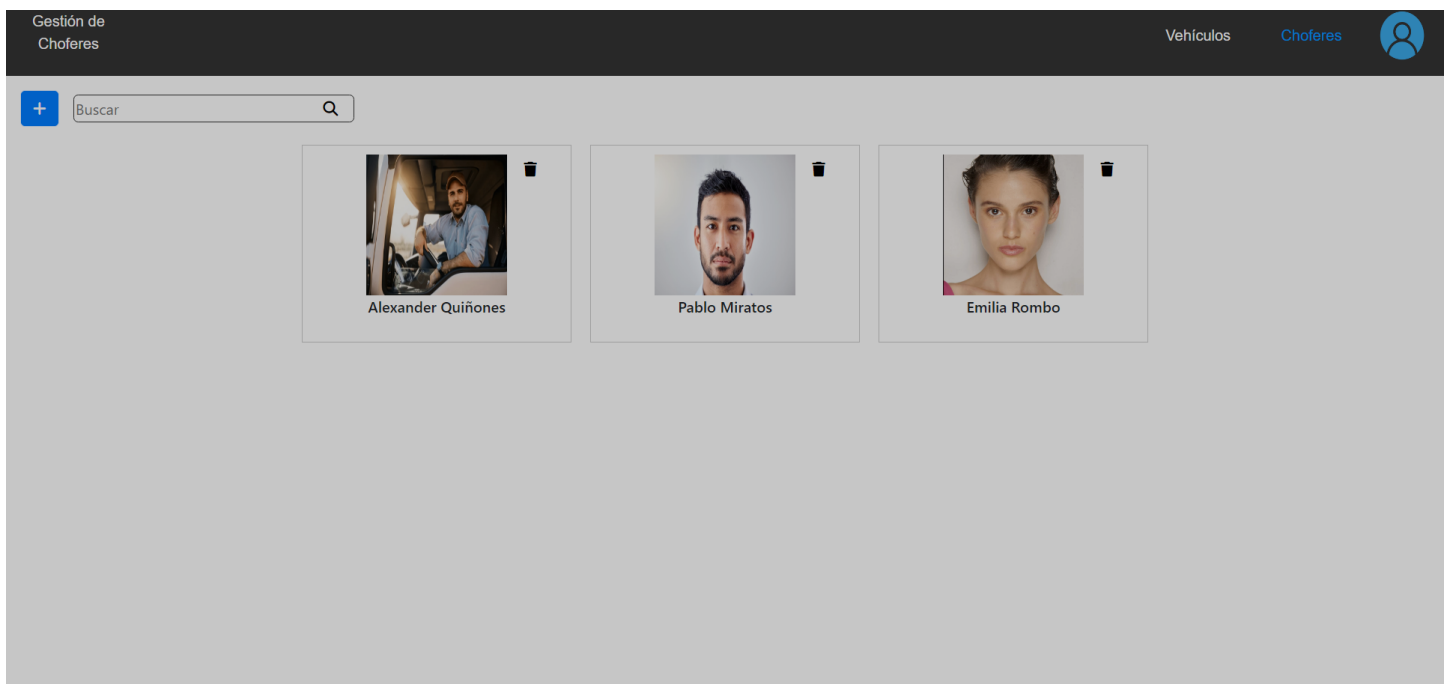 Gestión de
Choferes
Vehículos
Choferes
+
Buscar
Alexander Quiñones
Pablo Miratos
Emilia Rombo